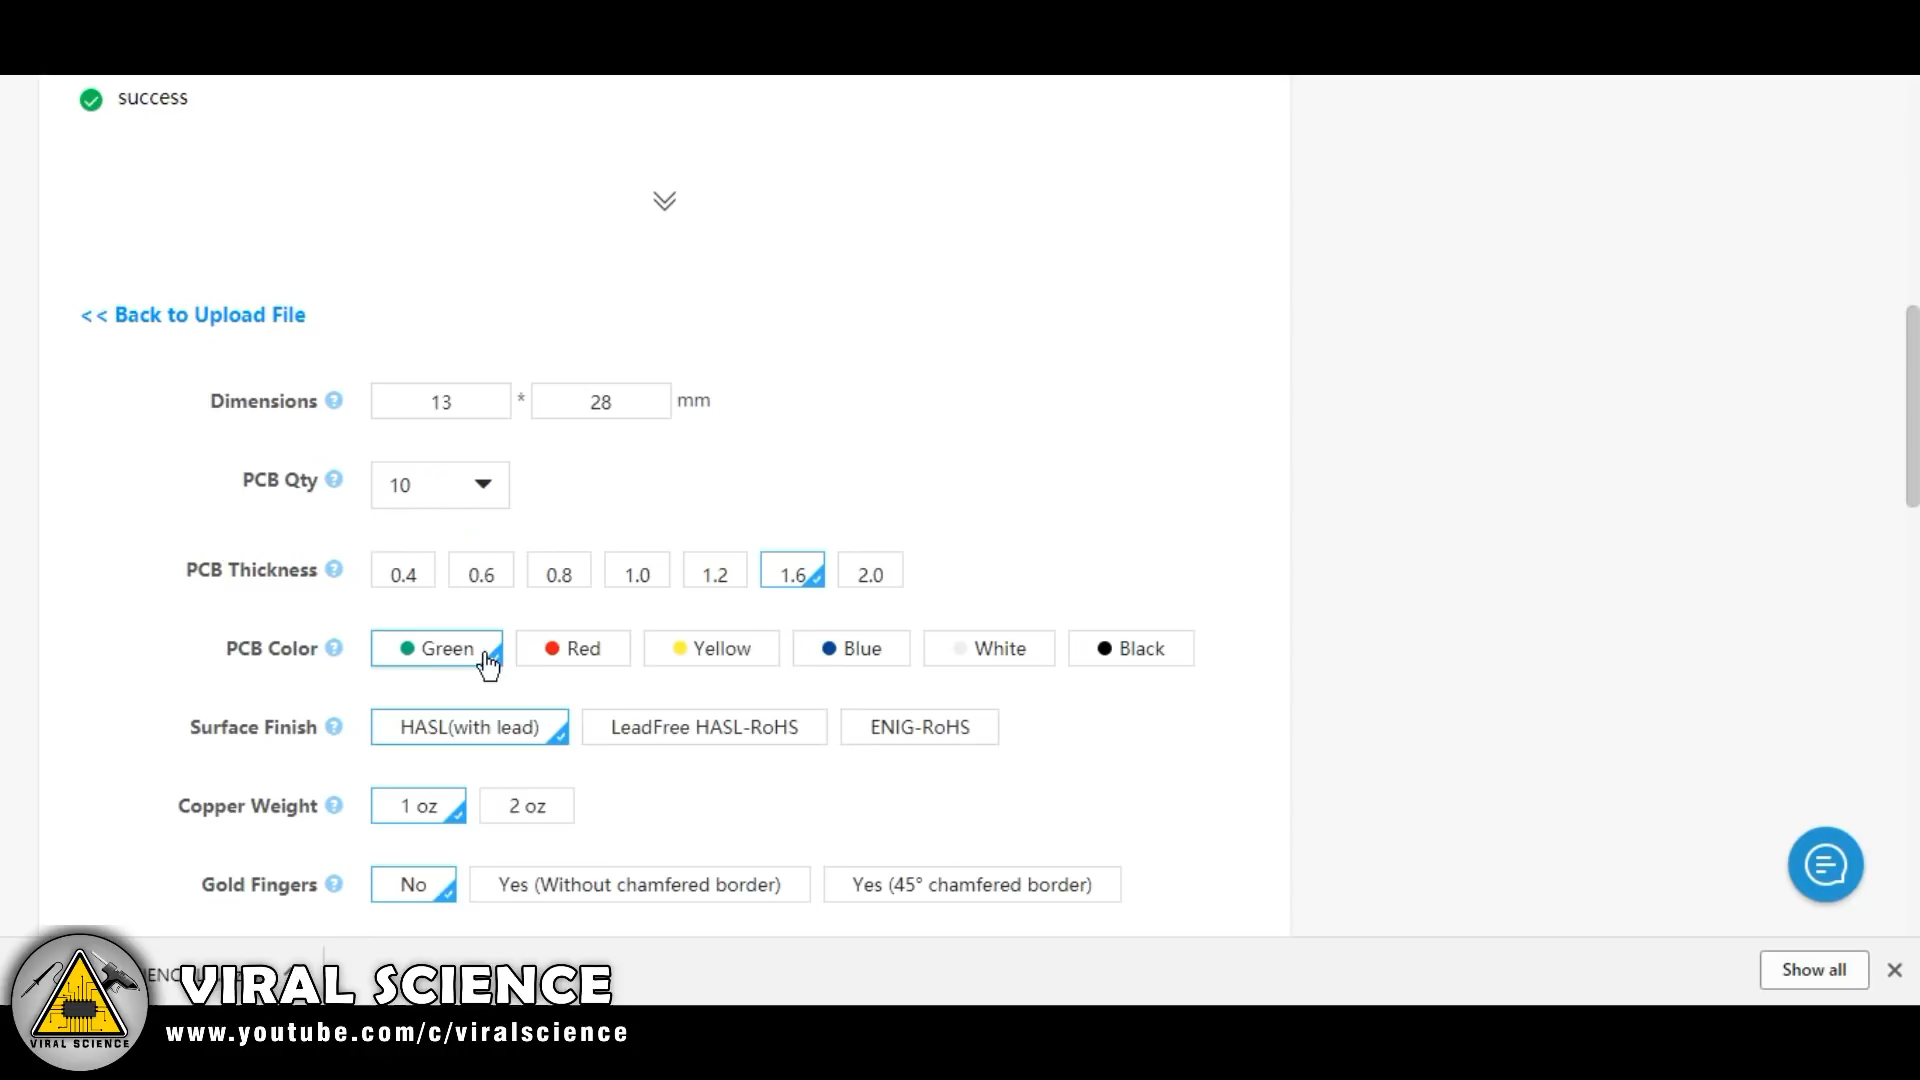 success
<< Back to Upload File
Dimensions ? 13 * 28 mm
PCB Qty ? 10
PCB Thickness ? 0.4 0.6 0.8 1.0 1.2 1.6 2.0
PCB Color ? Green Red Yellow Blue White Black
Surface Finish ? HASL(with lead) LeadFree HASL-RoHS ENIG-RoHS
Copper Weight ? 1 oz 2 oz
Gold Fingers ? No Yes (Without chamfered border) Yes (45° chamfered border)
Show all
VIRAL SCIENCE
www.youtube.com/c/viralscience
VIRAL SCIENCE